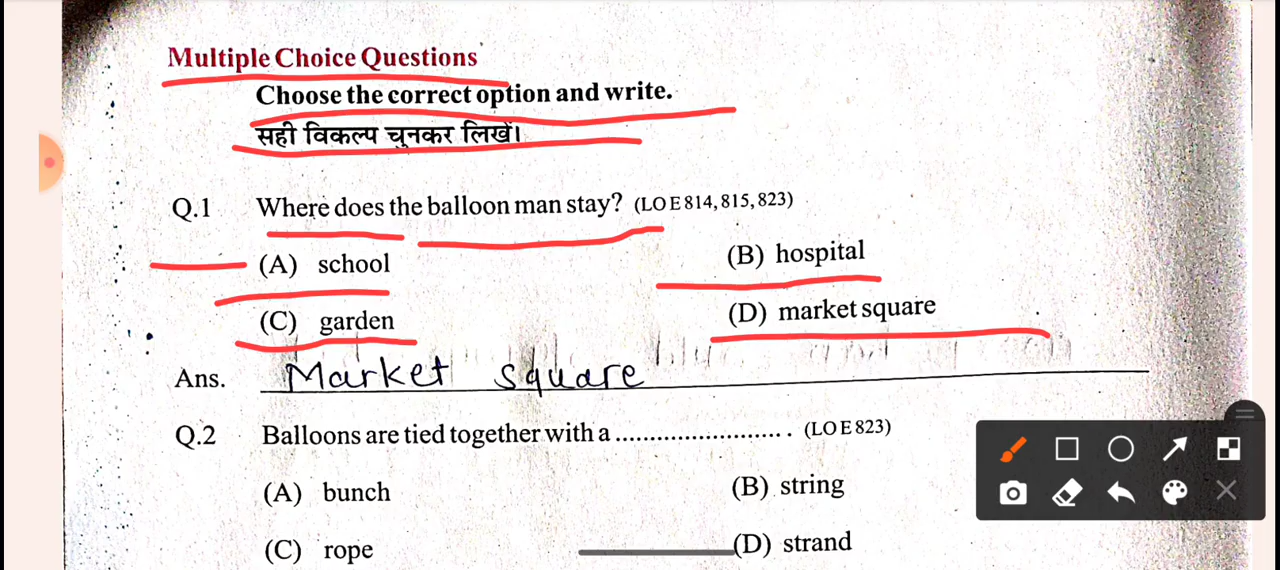 Multiple Choice Questions
Choose the correct option and write.
सही विकल्प चुनकर लिखें।
Q.1 Where does the balloon man stay? (LO E 814, 815, 823)
(A) school (B) hospital
(C) garden (D) market square
Ans. Market square
Q.2 Balloons are tied together with a ........................ (LO E 823)
(A) bunch (B) string
(C) rope (D) strand